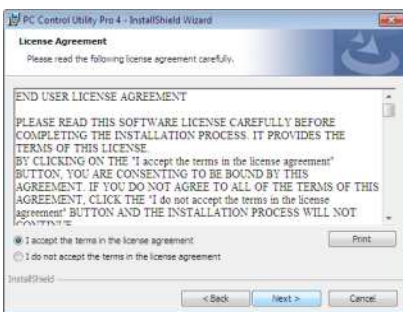 PC Control Utility Pro 4 - InstallShield Wizard
License Agreement
Please read the following license agreement carefully.
END USER LICENSE AGREEMENT
PLEASE READ THIS SOFTWARE LICENSE CAREFULLY BEFORE
COMPLETING THE INSTALLATION PROCESS. IT PROVIDES THE
TERMS OF THIS LICENSE.
BY CLICKING ON THE "I accept the terms in the license agreement"
BUTTON, YOU ARE CONSENTING TO BE BOUND BY THIS
AGREEMENT. IF YOU DO NOT AGREE TO ALL OF THE TERMS OF THIS
AGREEMENT, CLICK THE "I do not accept the terms in the license
agreement" BUTTON AND THE INSTALLATION PROCESS WILL NOT
CONTINUE
I accept the terms in the license agreement
Print
I do not accept the terms in the license agreement
InstallShield
< Back
Next >
Cancel